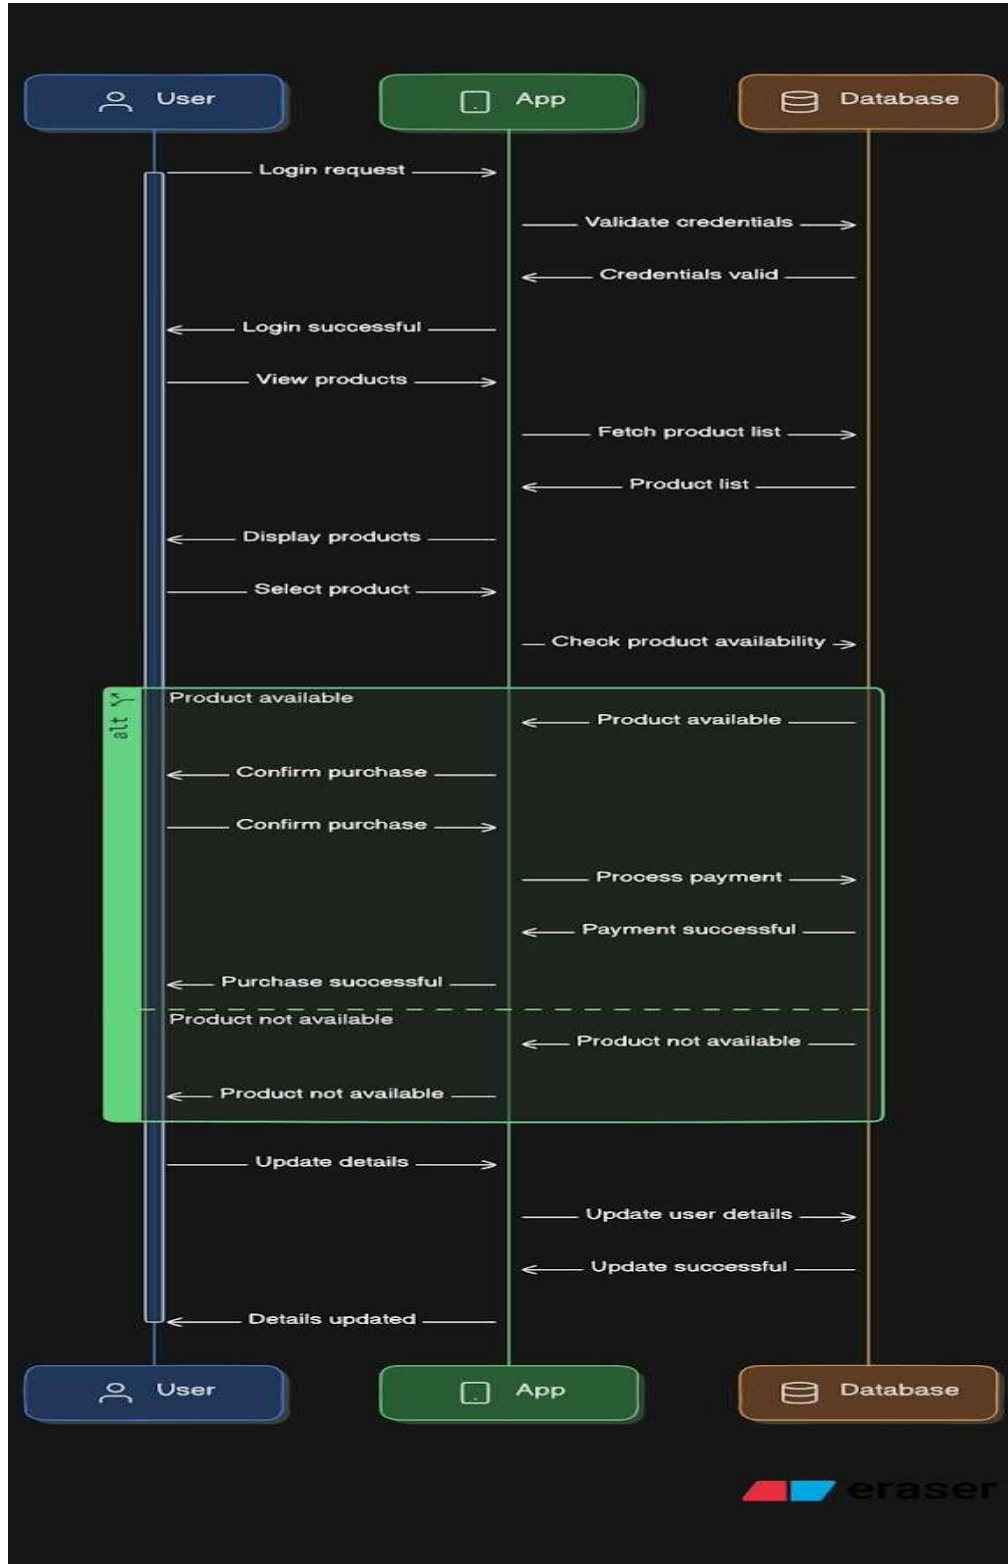 User App Database
Login request
Validate credentials
Credentials valid
Login successful
View products
Fetch product list
Product list
Display products
Select product
Check product availability
alt
Product available
Product available
Confirm purchase
Confirm purchase
Process payment
Payment successful
Purchase successful
Product not available
Product not available
Product not available
Update details
Update user details
Update successful
Details updated
User App Database
eraser